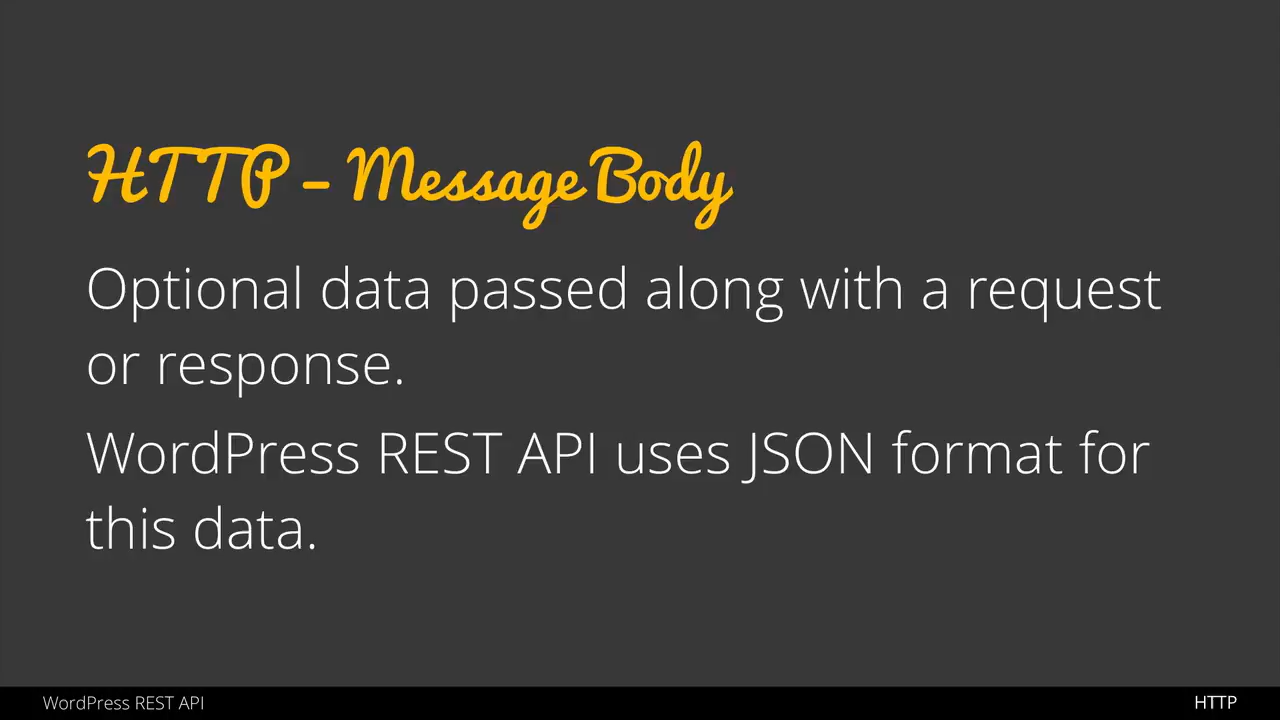 HTTP – Message Body
Optional data passed along with a request
or response.
WordPress REST API uses JSON format for
this data.
WordPress REST API
HTTP